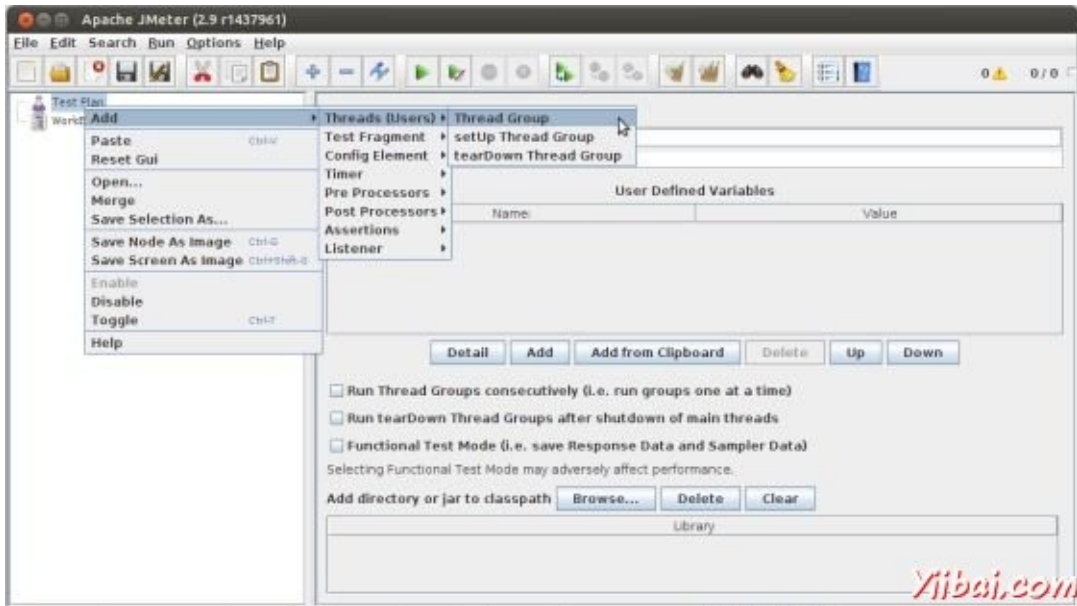 Apache JMeter (2.9 r1437961)
File Edit Search Run Options Help
0 0 / 0
Test Plan
Add
Paste Ctrl-V
Reset Gui
Open...
Merge
Save Selection As...
Save Node As Image Ctrl-G
Save Screen As Image Ctrl+Shift-G
Enable
Disable
Toggle Ctrl-T
Help
Threads (Users)
Test Fragment
Config Element
Timer
Pre Processors
Post Processors
Assertions
Listener
Thread Group
setUp Thread Group
tearDown Thread Group
User Defined Variables
Name: Value
Detail Add Add from Clipboard Delete Up Down
Run Thread Groups consecutively (i.e. run groups one at a time)
Run tearDown Thread Groups after shutdown of main threads
Functional Test Mode (i.e. save Response Data and Sampler Data)
Selecting Functional Test Mode may adversely affect performance.
Add directory or jar to classpath Browse... Delete Clear
Library
Yiibai.com